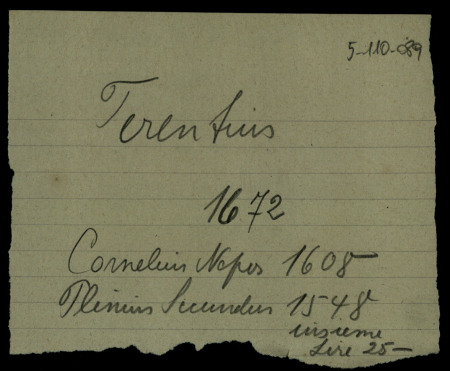 5-110-089
Terentius
1672
Cornelius Nepos 1608
Plinius Secundus 1548
insieme
Lire 25-